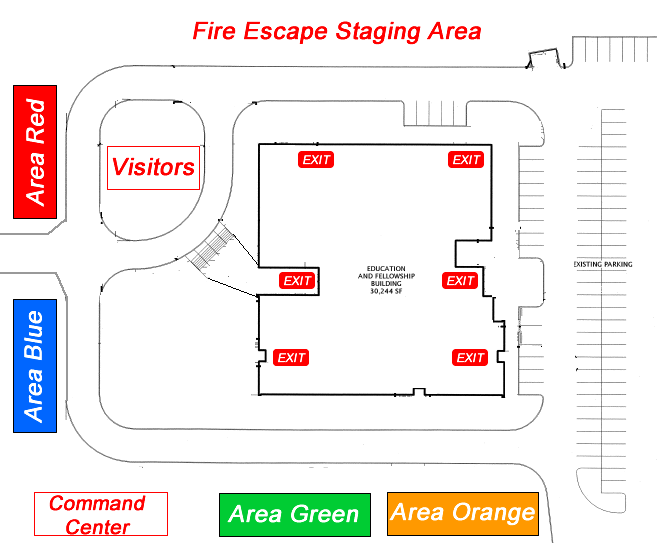 Fire Escape Staging Area
Area Red
Visitors
EXIT
EXIT
EDUCATION
AND FELLOWSHIP
BUILDING
30,244 SF
EXISTING PARKING
EXIT
EXIT
Area Blue
EXIT
EXIT
Command
Center
Area Green
Area Orange